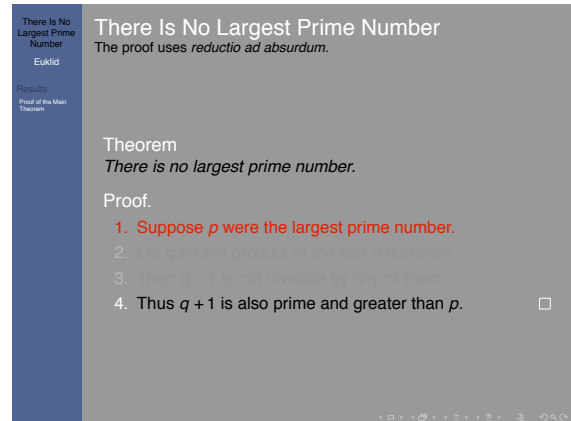 There Is No
Largest Prime
Number
Euklid
Results
Proof of the Main
Theorem
There Is No Largest Prime Number
The proof uses reductio ad absurdum.
Theorem
There is no largest prime number.
Proof.
1. Suppose p were the largest prime number.
2. Let q be the product of the first p numbers.
3. Then q + 1 is not divisible by any of them.
4. Thus q + 1 is also prime and greater than p.